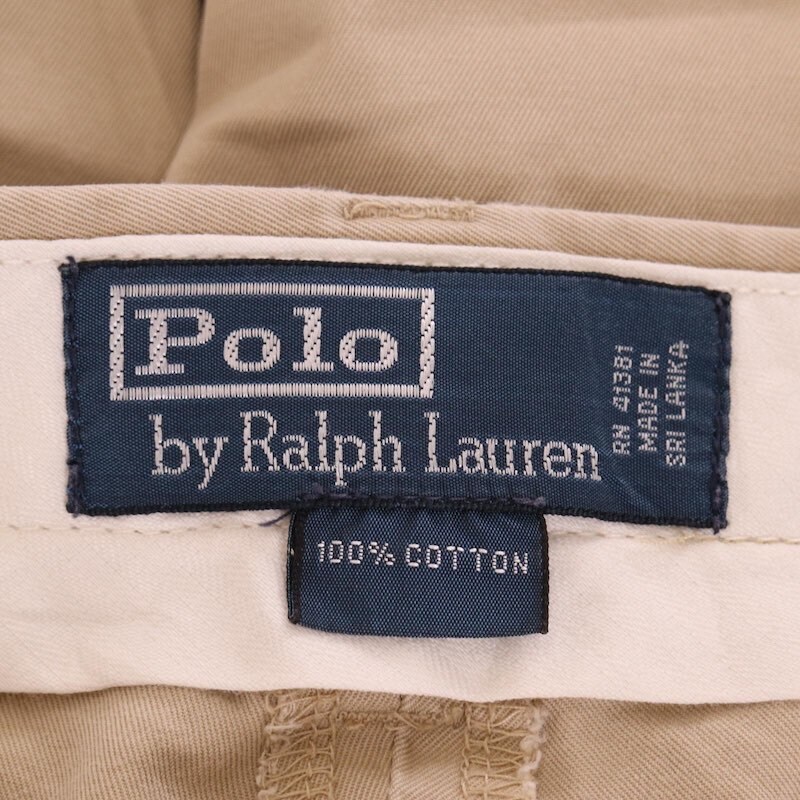 Polo
by Ralph Lauren
RN 41381
MADE IN
SRI LANKA
100% COTTON